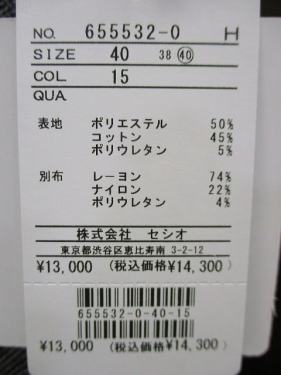 NO. 655532-0 H
SIZE 40 38 40
COL. 15
QUA
表地 ポリエステル 50%
コットン 45%
ポリウレタン 5%
別布 レーヨン 74%
ナイロン 22%
ポリウレタン 4%
株式会社 セシオ
東京都渋谷区恵比寿南 3-2-12
¥13,000 (税込価格¥14,300)
655532-0-40-15
¥13,000 (税込価格¥14,300)